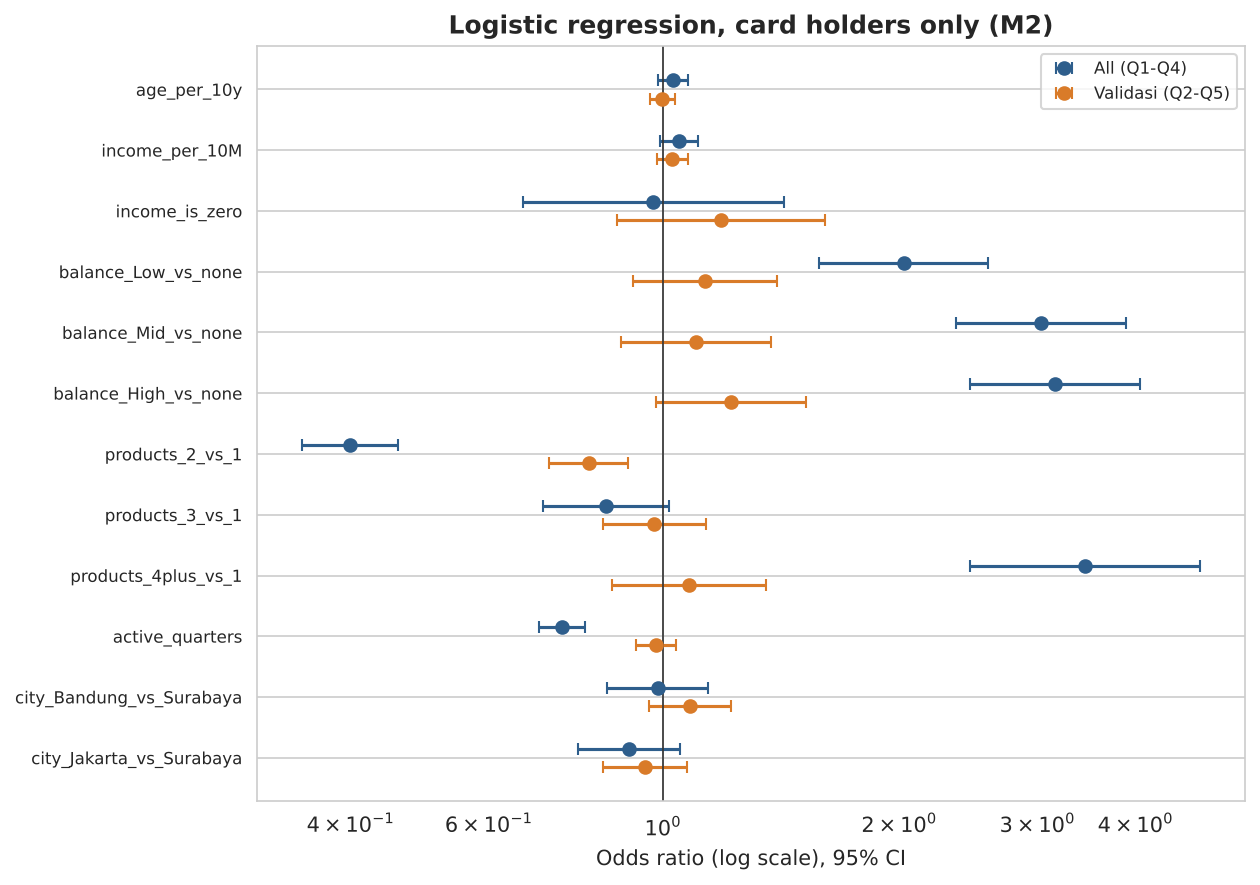 Logistic regression, card holders only (M2)
All (Q1-Q4)
Validasi (Q2-Q5)
age_per_10y
income_per_10M
income_is_zero
balance_Low_vs_none
balance_Mid_vs_none
balance_High_vs_none
products_2_vs_1
products_3_vs_1
products_4plus_vs_1
active_quarters
city_Bandung_vs_Surabaya
city_Jakarta_vs_Surabaya
4 × 10⁻¹ 6 × 10⁻¹ 10⁰ 2 × 10⁰ 3 × 10⁰ 4 × 10⁰
Odds ratio (log scale), 95% CI